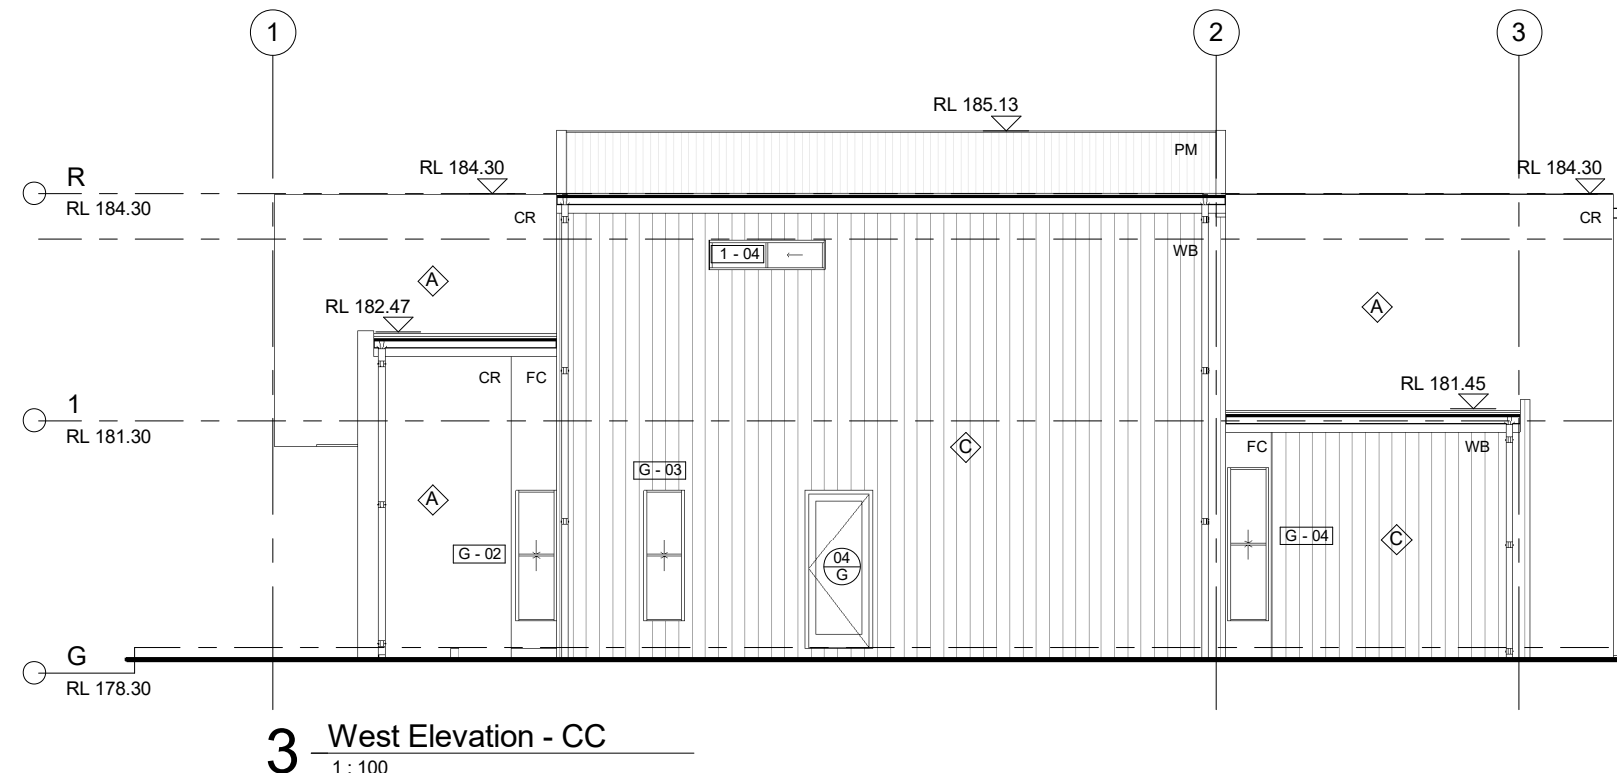 1
2
3
RL 185.13
PM
R
RL 184.30
RL 184.30
RL 184.30
CR
CR
WB
1 - 04
A
A
RL 182.47
CR
FC
RL 181.45
1
RL 181.30
C
FC
WB
G - 03
A
G - 02
G - 04
C
04
G
G
RL 178.30
3
West Elevation - CC
1 : 100